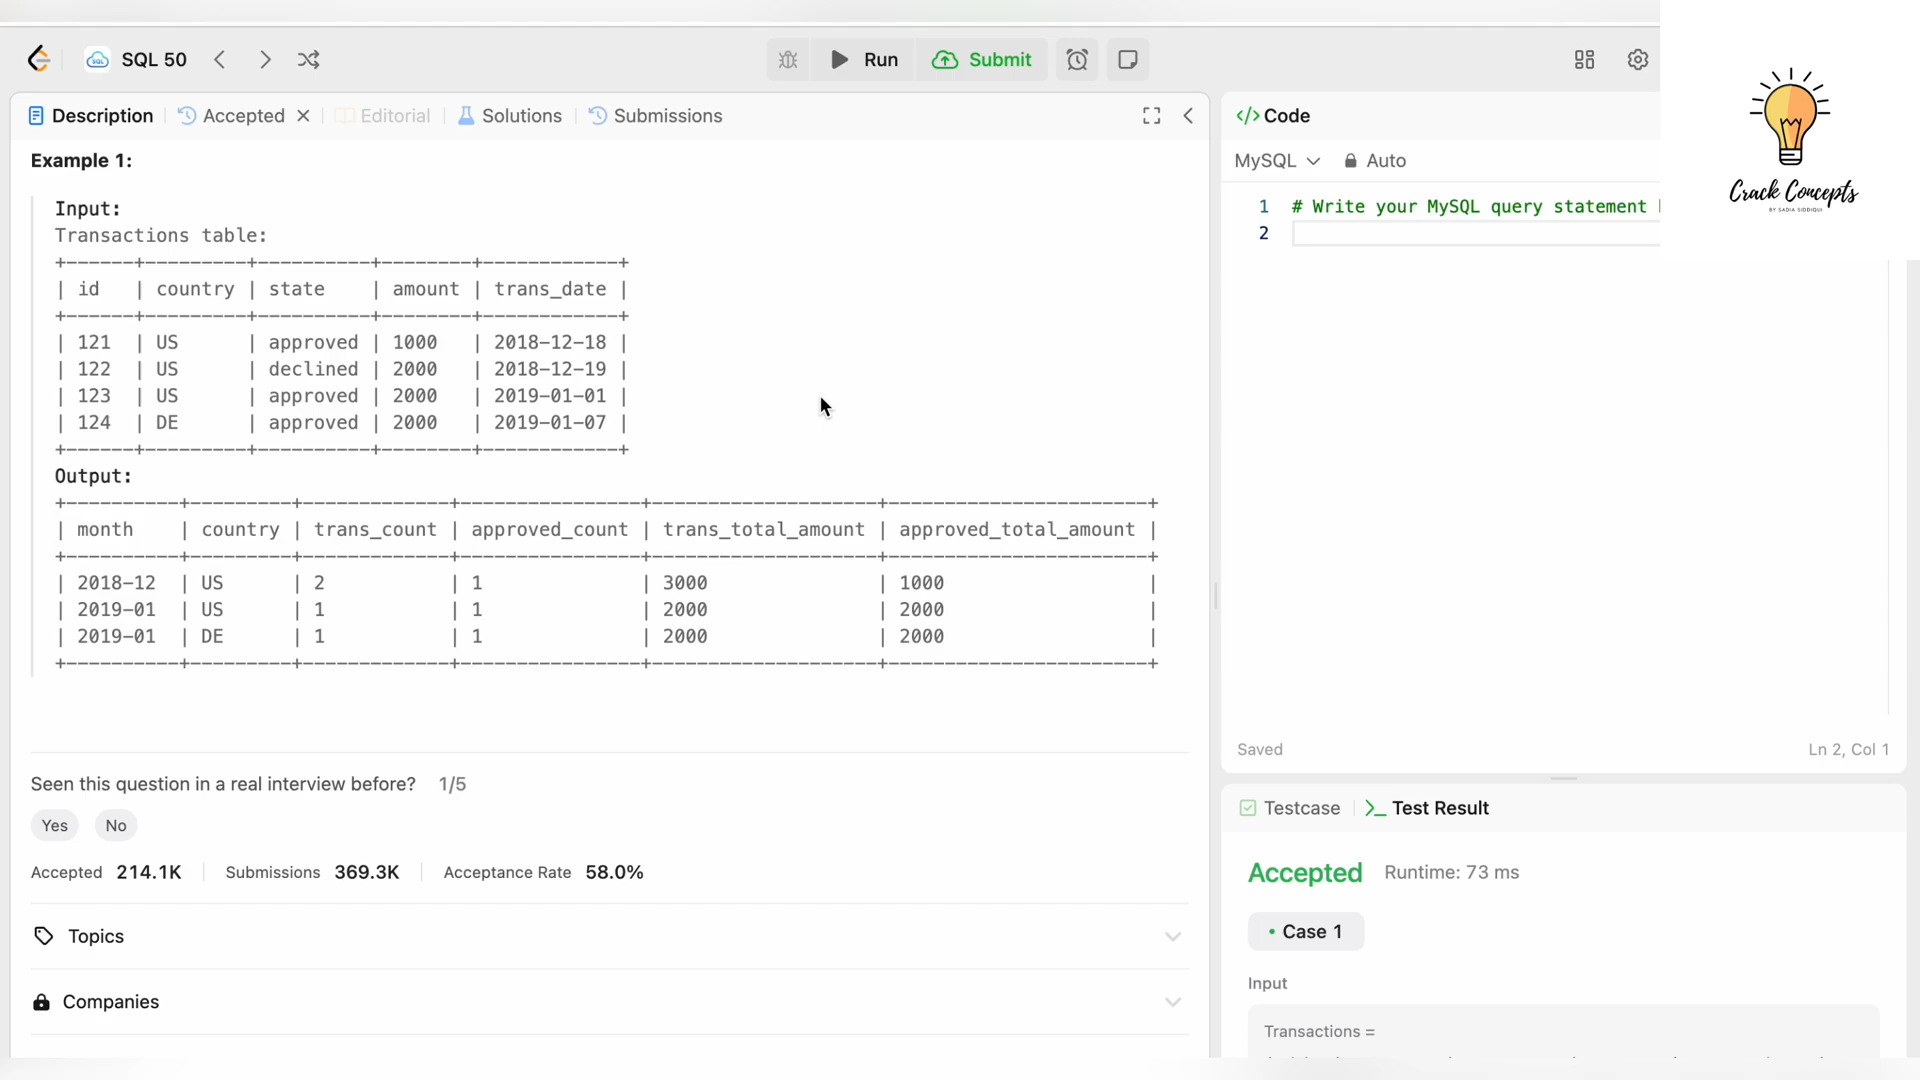 SQL 50
Run
Submit
Description
Accepted
Editorial
Solutions
Submissions
Example 1:
Input:
Transactions table:
+------+---------+----------+--------+------------+
| id   | country | state    | amount | trans_date |
+------+---------+----------+--------+------------+
| 121  | US      | approved | 1000   | 2018-12-18 |
| 122  | US      | declined | 2000   | 2018-12-19 |
| 123  | US      | approved | 2000   | 2019-01-01 |
| 124  | DE      | approved | 2000   | 2019-01-07 |
+------+---------+----------+--------+------------+
Output:
+----------+---------+-------------+----------------+--------------------+-----------------------+
| month    | country | trans_count | approved_count | trans_total_amount | approved_total_amount |
+----------+---------+-------------+----------------+--------------------+-----------------------+
| 2018-12  | US      | 2           | 1              | 3000               | 1000                  |
| 2019-01  | US      | 1           | 1              | 2000               | 2000                  |
| 2019-01  | DE      | 1           | 1              | 2000               | 2000                  |
+----------+---------+-------------+----------------+--------------------+-----------------------+
Seen this question in a real interview before? 1/5
Yes No
Accepted 214.1K Submissions 369.3K Acceptance Rate 58.0%
Topics
Companies
</> Code
MySQL Auto
1 # Write your MySQL query statement
2
Saved Ln 2, Col 1
Testcase >_ Test Result
Accepted Runtime: 73 ms
• Case 1
Input
Transactions =
Crack Concepts
BY SADIA SIDDIQUI